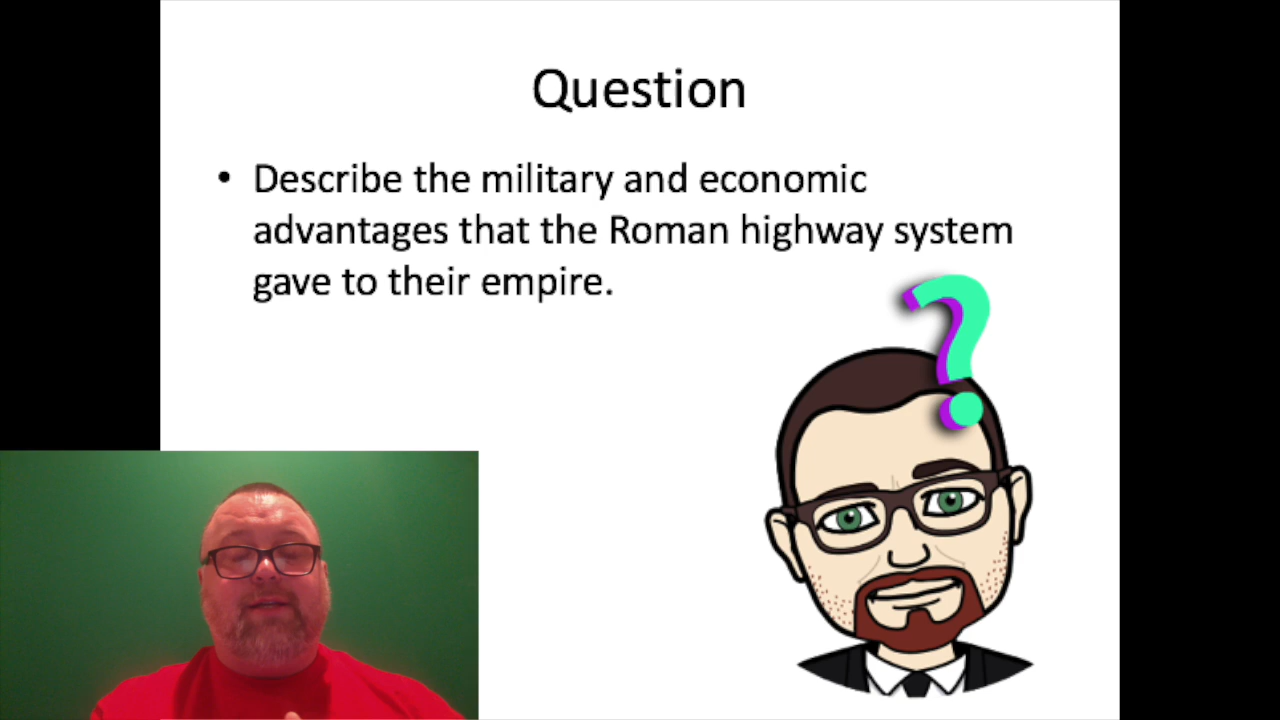 Question
• Describe the military and economic
advantages that the Roman highway system
gave to their empire.
?